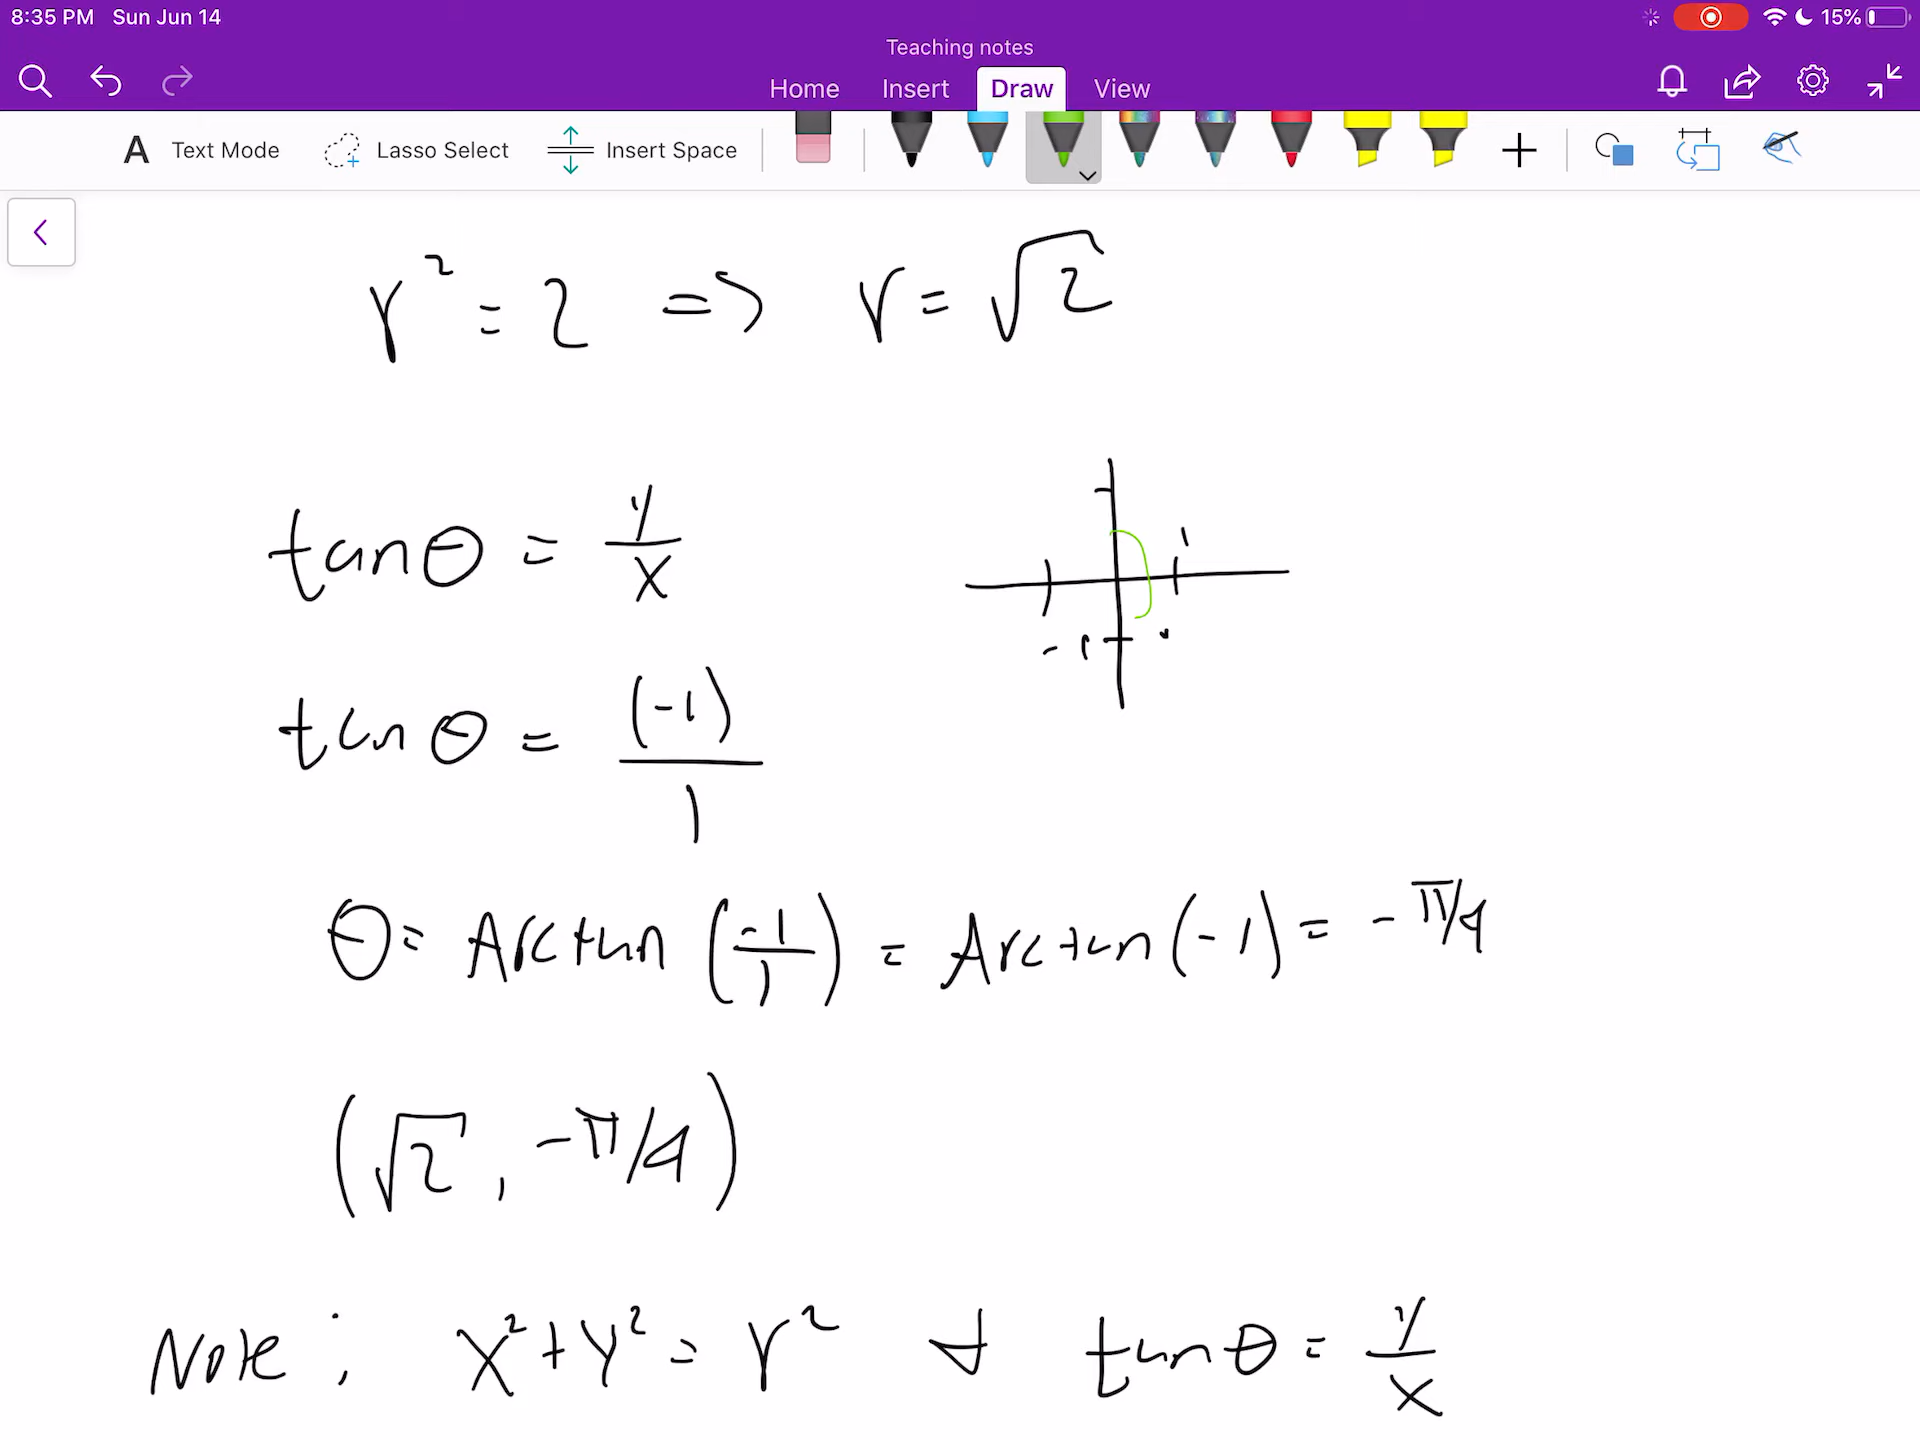 8:35 PM Sun Jun 14
15%
Teaching notes
Home Insert Draw View
A Text Mode Lasso Select Insert Space
r² = 2 => r = √2
tanθ = y/x
1
-1
tanθ = (-1)/1
θ = Arctan (-1/1) = Arctan (-1) = -π/4
(√2, -π/4)
Note: x² + y² = r² & tanθ = y/x